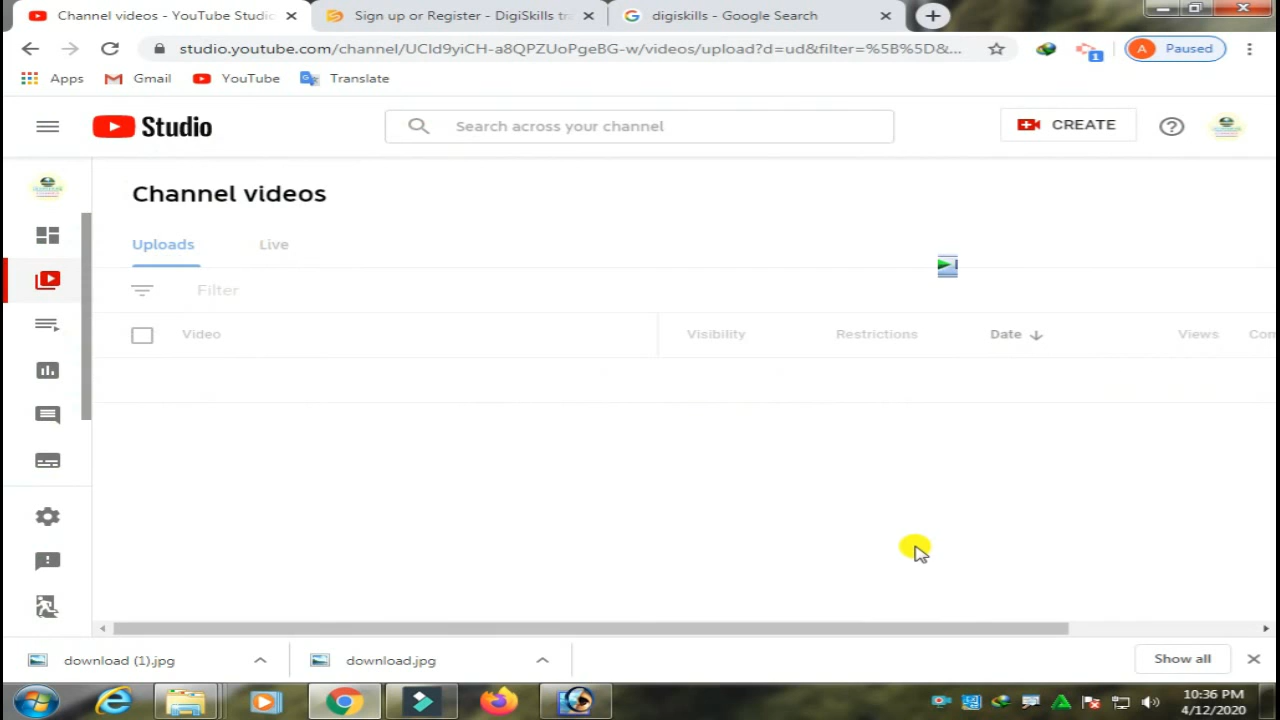 Channel videos - YouTube Studio
Sign up or Register - DigiSkills tr
digiskills - Google Search
studio.youtube.com/channel/UCId9yiCH-a8QPZUoPgeBG-w/videos/upload?d=ud&filter=%5B%5D&...
1
A Paused
Apps
Gmail
YouTube
Translate
Studio
Search across your channel
CREATE
Channel videos
Uploads
Live
Filter
Video
Visibility
Restrictions
Date
Views
Com
download (1).jpg
download.jpg
Show all
10:36 PM
4/12/2020